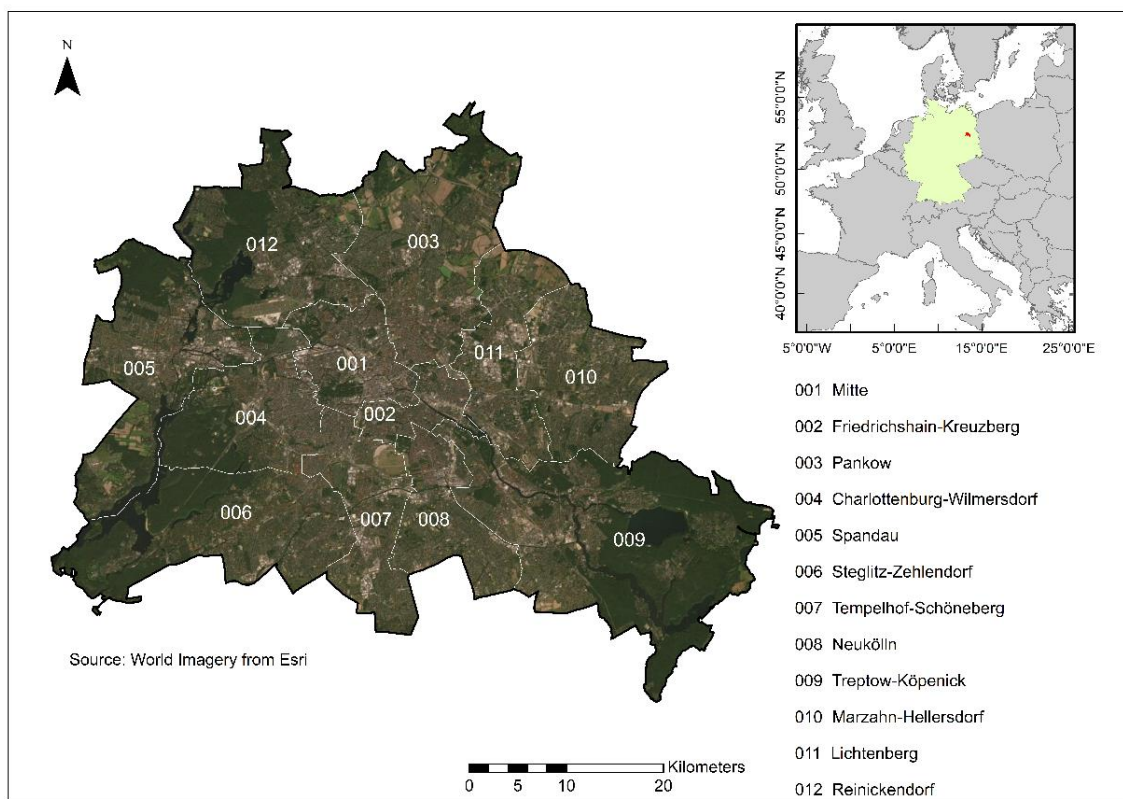 N
012
003
005
001
011
010
004
002
006
007
008
009
Source: World Imagery from Esri
Kilometers
0 5 10 20
55°0'0"N
50°0'0"N
45°0'0"N
40°0'0"N
5°0'0"W 5°0'0"E 15°0'0"E 25°0'0"E
001 Mitte
002 Friedrichshain-Kreuzberg
003 Pankow
004 Charlottenburg-Wilmersdorf
005 Spandau
006 Steglitz-Zehlendorf
007 Tempelhof-Schöneberg
008 Neukölln
009 Treptow-Köpenick
010 Marzahn-Hellersdorf
011 Lichtenberg
012 Reinickendorf